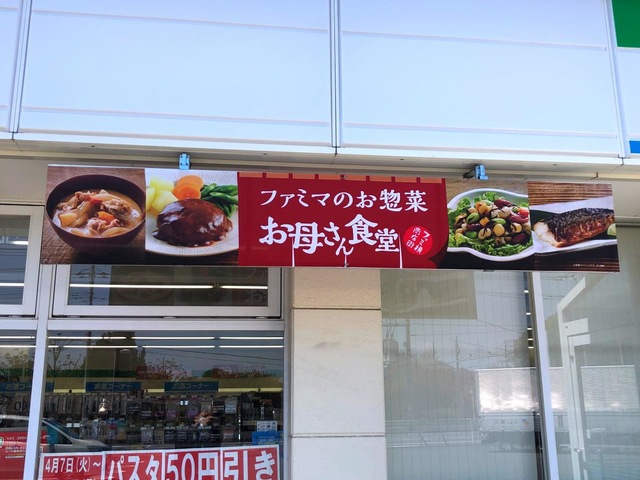 ファミマのお惣菜
お母さん食堂
4月7日(火)～
パスタ50円引き